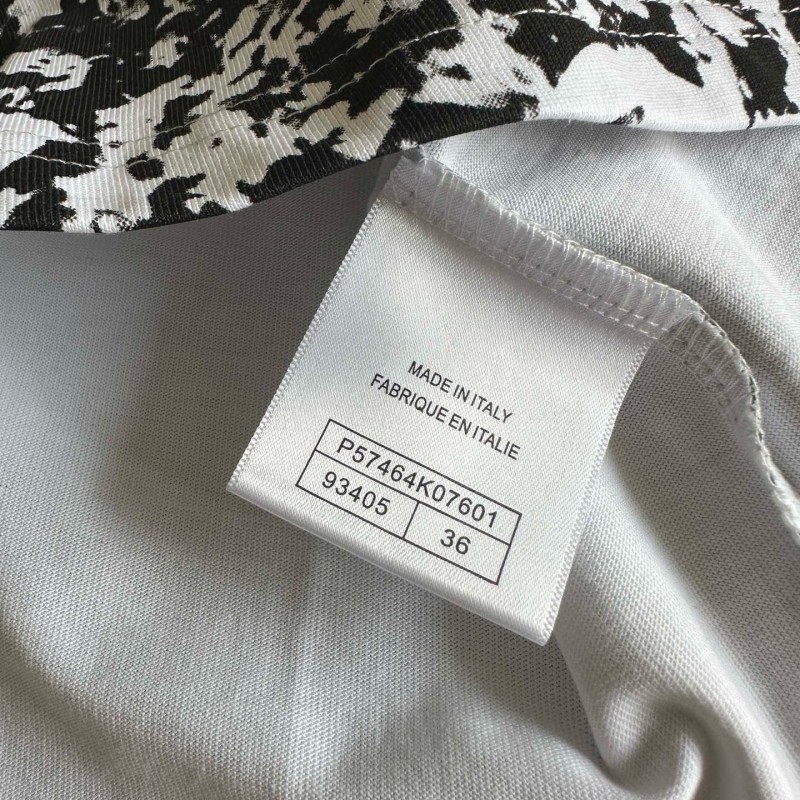 MADE IN ITALY
FABRIQUE EN ITALIE
P57464K07601
93405 36